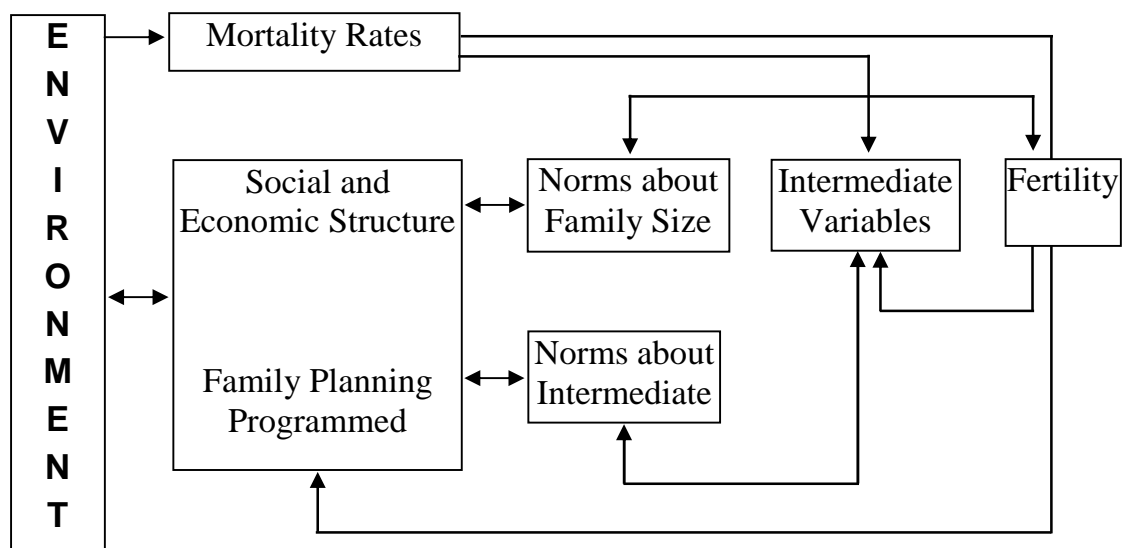 ENVIRONMENT
Mortality Rates
Social and
Economic Structure
Family Planning
Programmed
Norms about
Family Size
Norms about
Intermediate
Intermediate
Variables
Fertility